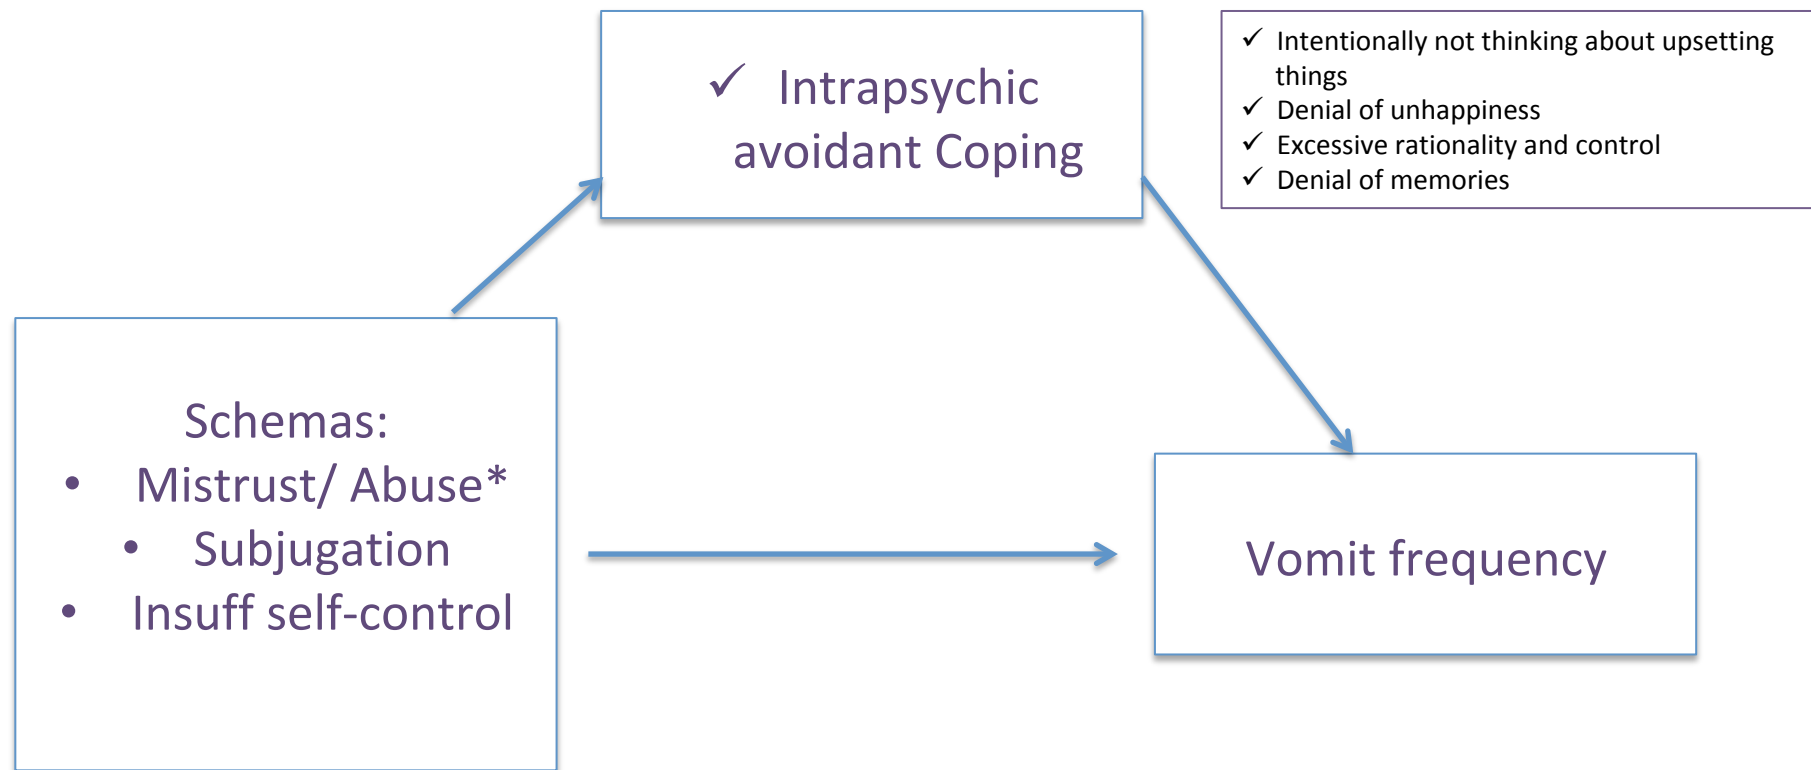 ✓ Intrapsychic
avoidant Coping
✓ Intentionally not thinking about upsetting
things
✓ Denial of unhappiness
✓ Excessive rationality and control
✓ Denial of memories
Schemas:
• Mistrust/ Abuse*
• Subjugation
• Insuff self-control
Vomit frequency